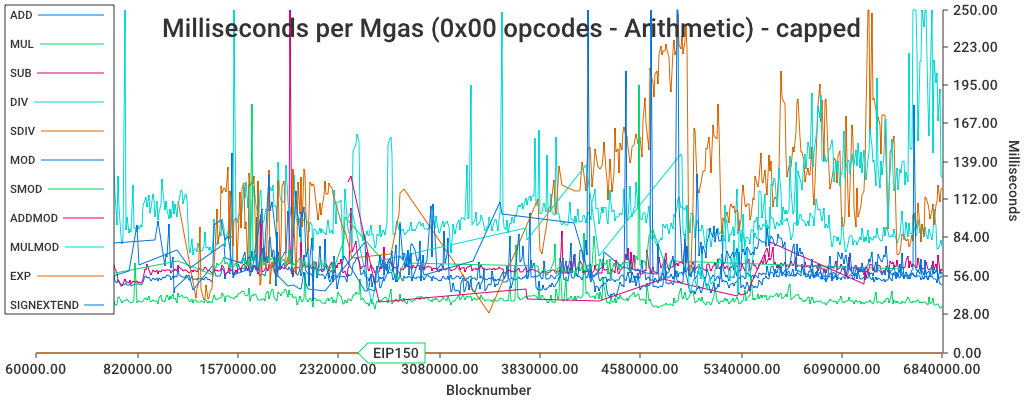 Milliseconds per Mgas (0x00 opcodes - Arithmetic) - capped
ADD
MUL
SUB
DIV
SDIV
MOD
SMOD
ADDMOD
MULMOD
EXP
SIGNEXTEND
250.00
223.00
195.00
167.00
139.00
112.00
84.00
56.00
28.00
0.00
Milliseconds
EIP150
60000.00 820000.00 1570000.00 2320000.00 3080000.00 3830000.00 4580000.00 5340000.00 6090000.00 6840000.00
Blocknumber